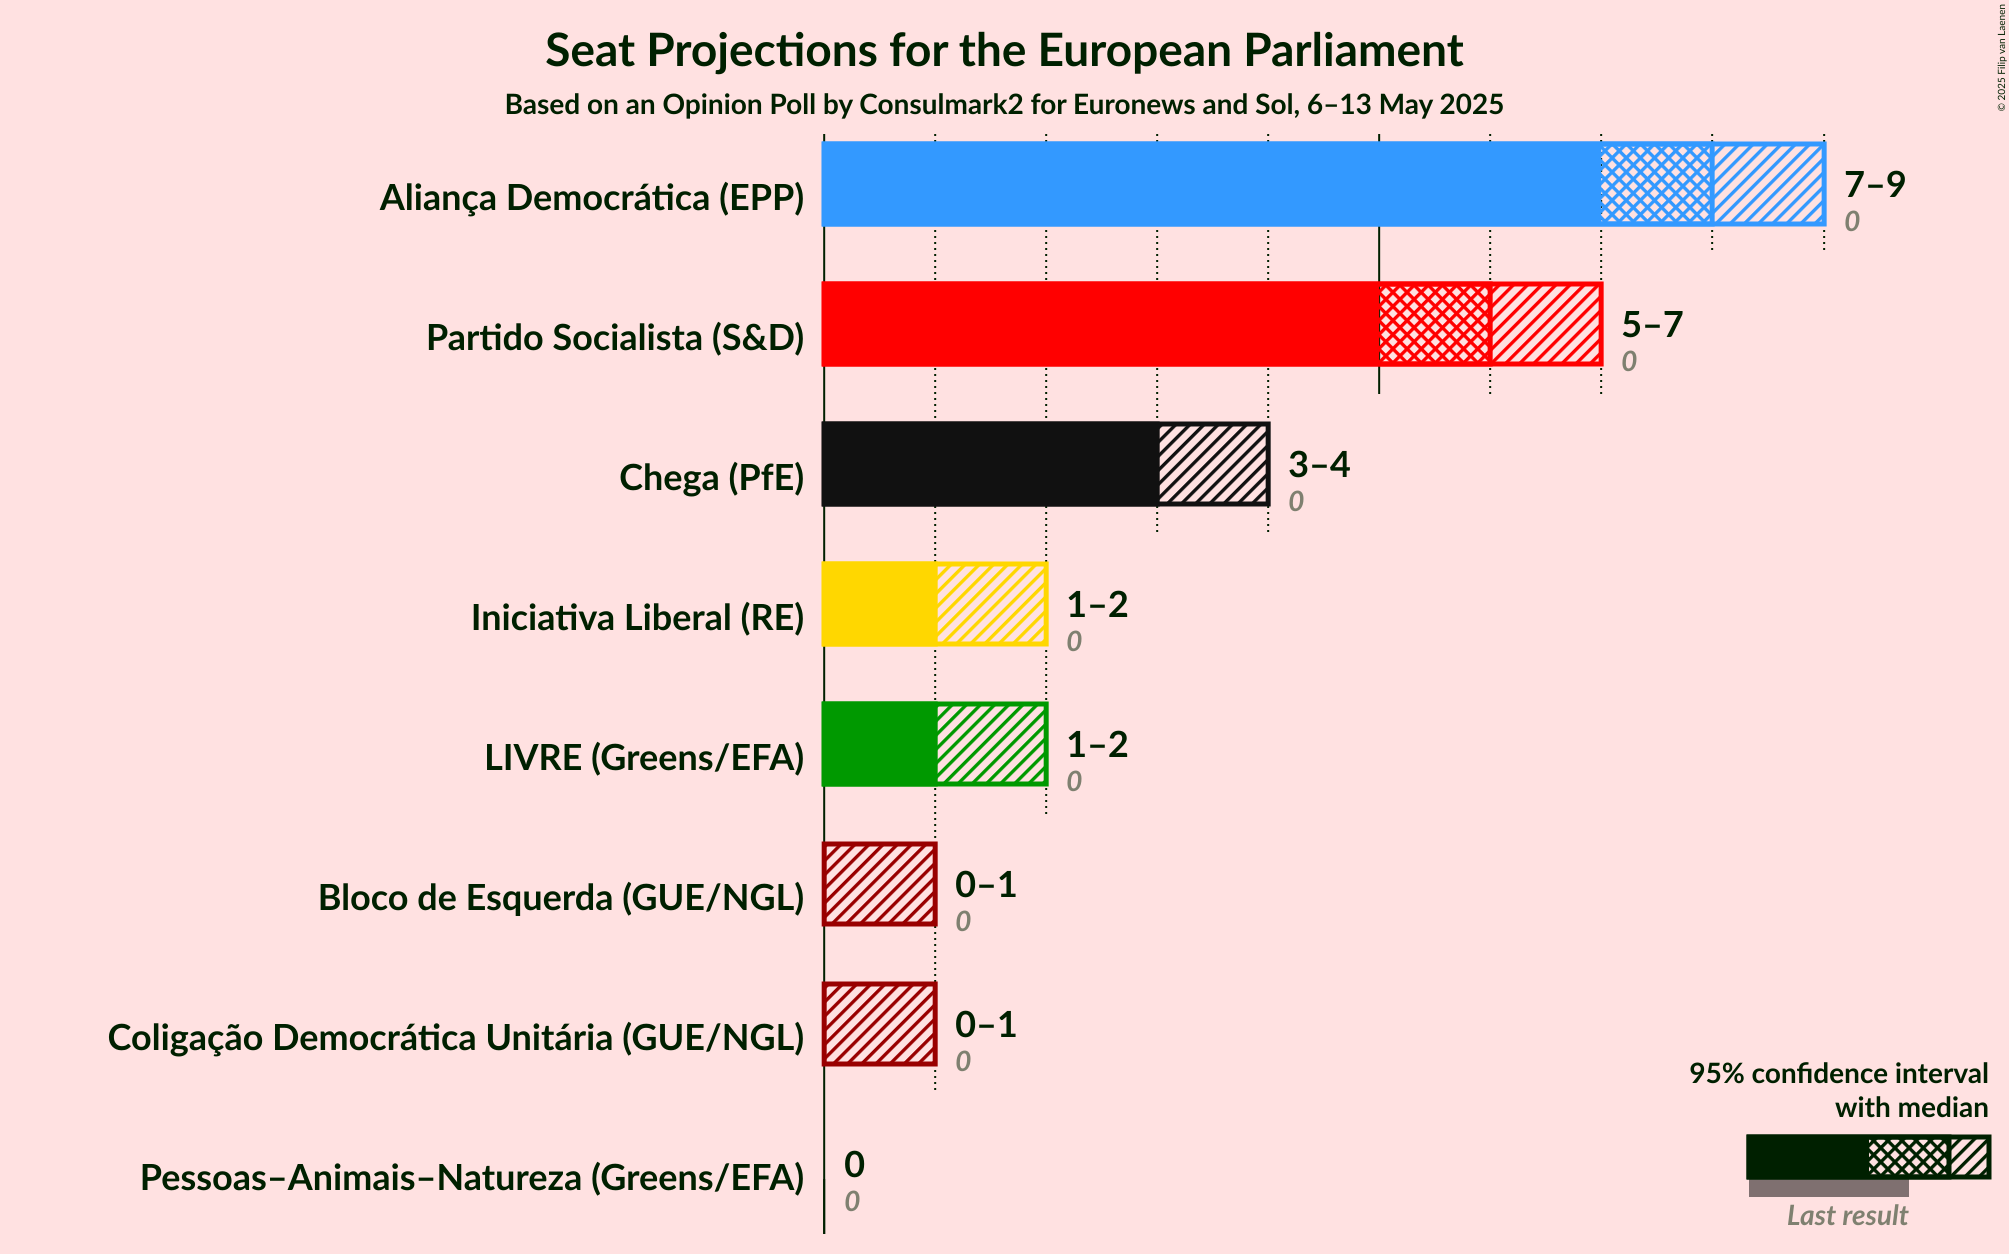 Seat Projections for the European Parliament
Based on an Opinion Poll by Consulmark2 for Euronews and Sol, 6–13 May 2025
© 2025 Filip van Laenen
Aliança Democrática (EPP)
7–9
0
Partido Socialista (S&D)
5–7
0
Chega (PfE)
3–4
0
Iniciativa Liberal (RE)
1–2
0
LIVRE (Greens/EFA)
1–2
0
Bloco de Esquerda (GUE/NGL)
0–1
0
Coligação Democrática Unitária (GUE/NGL)
0–1
0
Pessoas–Animais–Natureza (Greens/EFA)
0
0
95% confidence interval
with median
Last result